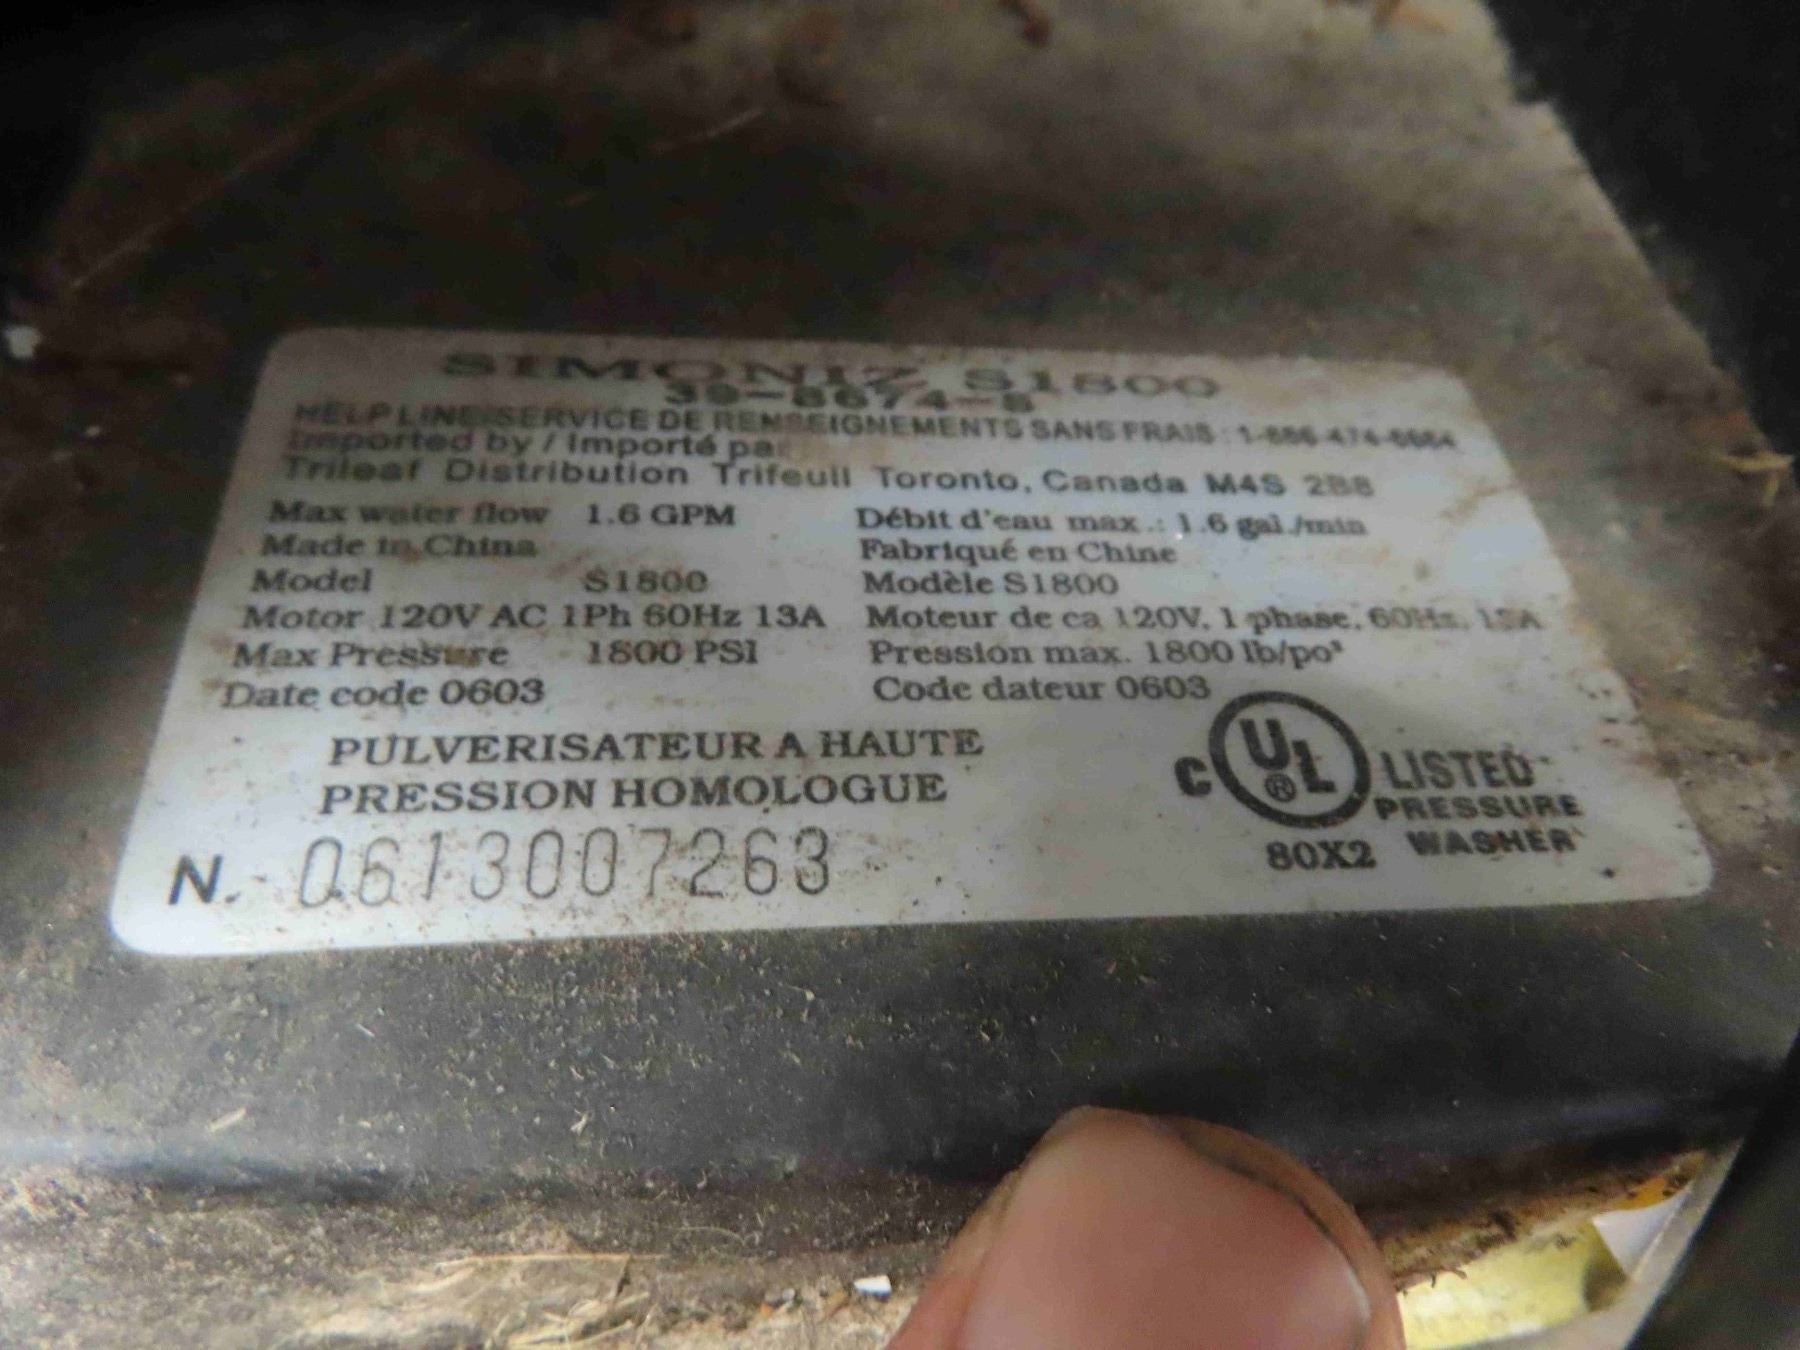 SIMONIZ S1800
39-8674-8
HELP LINE/SERVICE DE RENSEIGNEMENTS SANS FRAIS : 1-866-474-6664
Imported by / Importé par
Trileaf Distribution Trifeuil Toronto, Canada M4S 2B8
Max water flow 1.6 GPM Débit d'eau max .: 1.6 gal./min
Made in China Fabriqué en Chine
Model S1800 Modèle S1800
Motor 120V AC 1Ph 60Hz 13A Moteur de ca 120V, 1 phase, 60Hz, 13A
Max Pressure 1800 PSI Pression max. 1800 lb/po²
Date code 0603 Code dateur 0603
PULVERISATEUR A HAUTE
PRESSION HOMOLOGUE
C UL ® LISTED
PRESSURE
WASHER
80X2
N. 0613007263